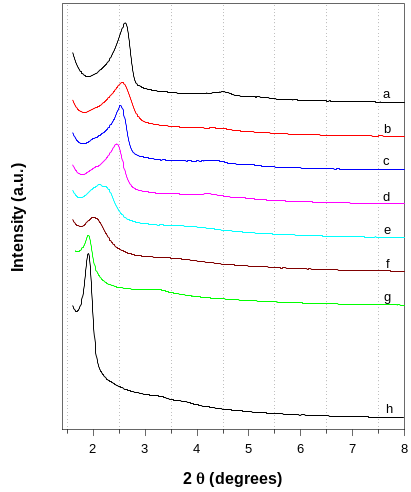 a
b
c
d
e
f
g
h
Intensity (a.u.)
2 3 4 5 6 7 8
2 θ (degrees)